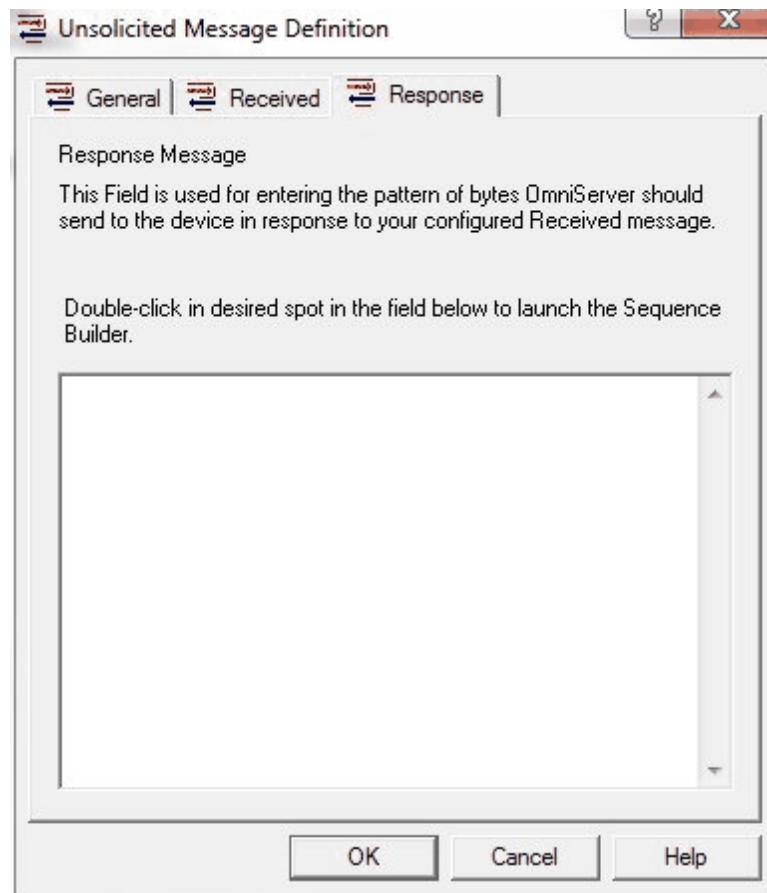 Unsolicited Message Definition
General
Received
Response
Response Message
This Field is used for entering the pattern of bytes OmniServer should
send to the device in response to your configured Received message.
Double-click in desired spot in the field below to launch the Sequence
Builder.
OK
Cancel
Help